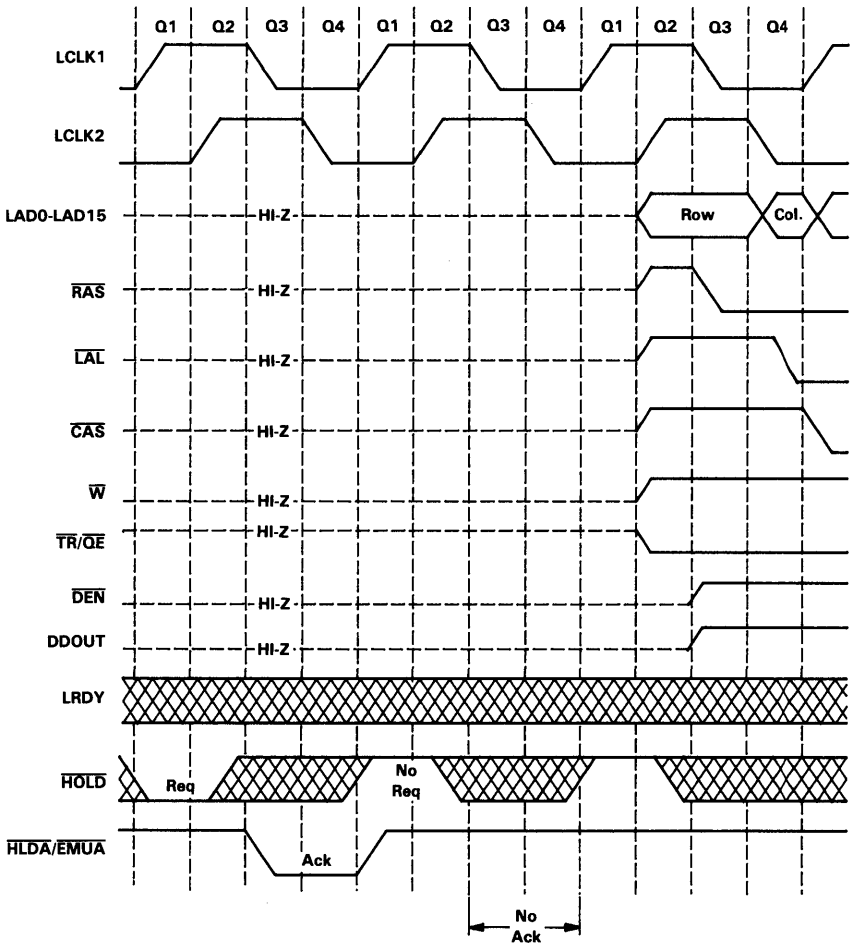 Q1 Q2 Q3 Q4 Q1 Q2 Q3 Q4 Q1 Q2 Q3 Q4
LCLK1
LCLK2
LAD0-LAD15 HI-Z Row Col.
RAS HI-Z
LAL HI-Z
CAS HI-Z
W HI-Z
HI-Z
TR/QE
DEN HI-Z
DDOUT HI-Z
LRDY
HOLD Req No
Req
HLDA/EMUA Ack
No
Ack